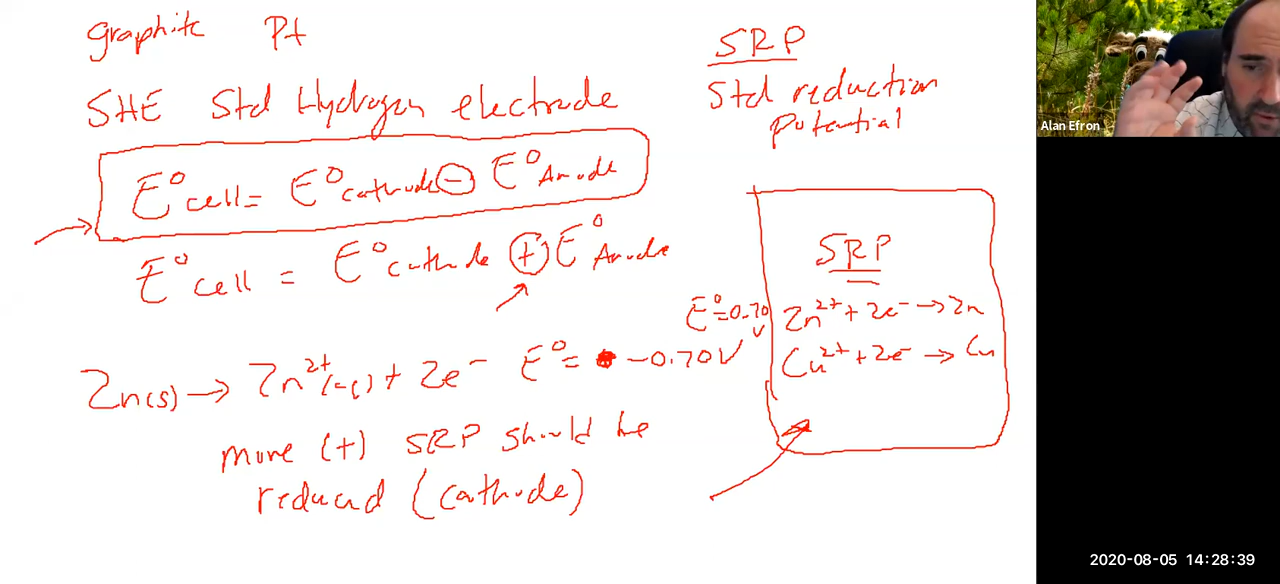 graphite Pt
SHE Std Hydrogen electrode
E° cell = E° cathode - E° Anode
E° cell = E° cathode + E° Anode
Zn(s) → Zn²⁺(aq) + 2e⁻ E° = -0.70V
more (+) SRP should be
reduced (cathode)
SRP
Std reduction
potential
SRP
E°=0.70 V Zn²⁺ + 2e⁻ → Zn
Cu²⁺ + 2e⁻ → Cu
Alan Efron
2020-08-05 14:28:39